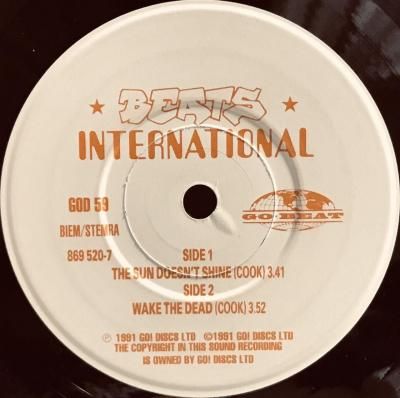 ★ BEATS ★
INTERNATIONAL
GOD 59
GO BEAT
BIEM/STEMRA
869 520-7
SIDE 1
THE SUN DOESN'T SHINE (COOK) 3.41
SIDE 2
WAKE THE DEAD (COOK) 3.52
℗ 1991 GO! DISCS LTD ©1991 GO! DISCS LTD
THE COPYRIGHT IN THIS SOUND RECORDING
IS OWNED BY GO! DISCS LTD